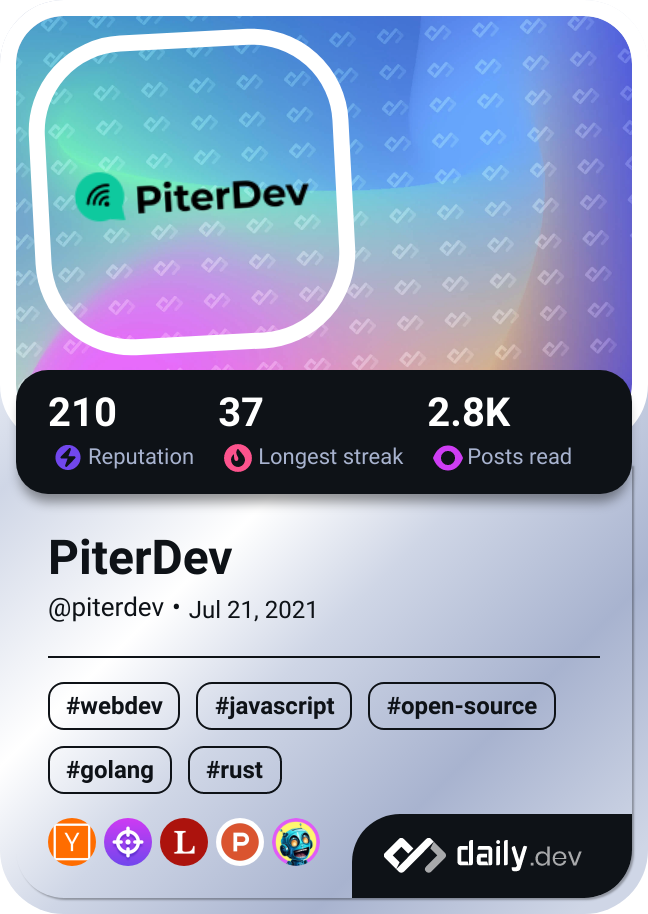 PiterDev
210 37 2.8K
Reputation Longest streak Posts read
PiterDev
@piterdev • Jul 21, 2021
#webdev #javascript #open-source
#golang #rust
Y L P
daily.dev